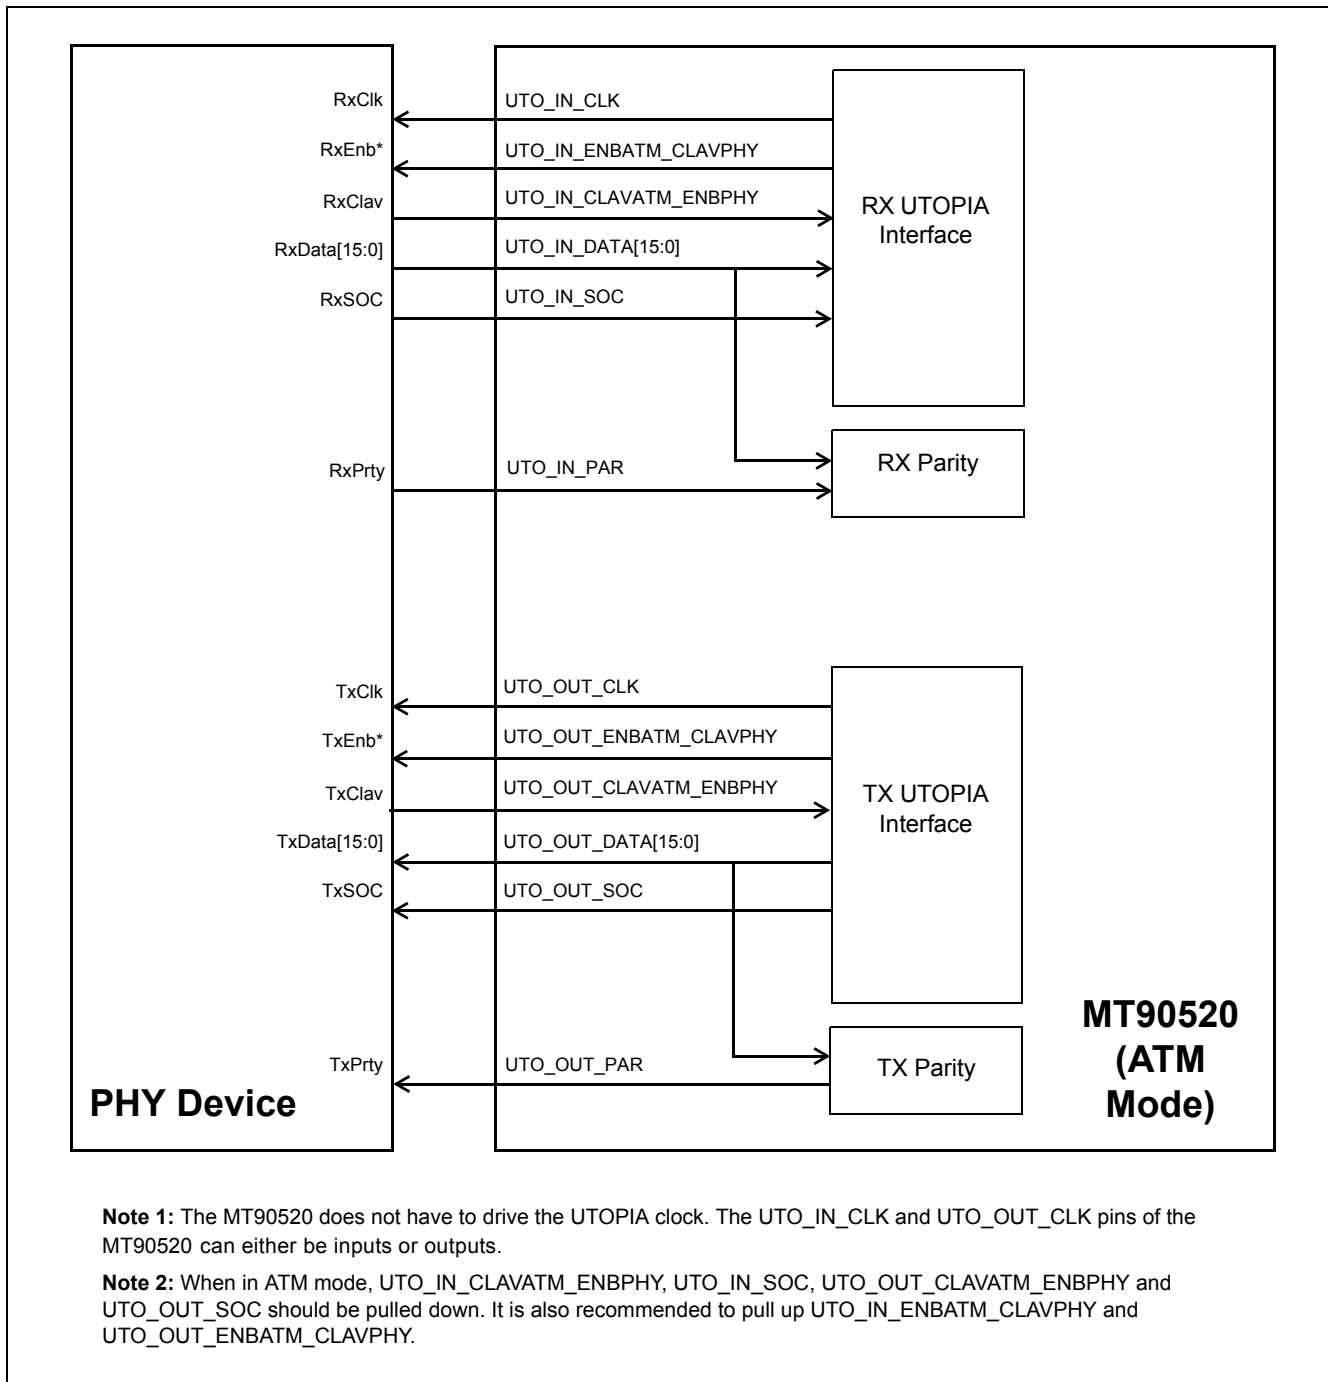 RxClk
UTO_IN_CLK
RxEnb*
UTO_IN_ENBATM_CLAVPHY
RxClav
UTO_IN_CLAVATM_ENBPHY
RxData[15:0]
UTO_IN_DATA[15:0]
RxSOC
UTO_IN_SOC
RX UTOPIA
Interface
RxPrty
UTO_IN_PAR
RX Parity
TxClk
UTO_OUT_CLK
TxEnb*
UTO_OUT_ENBATM_CLAVPHY
TxClav
UTO_OUT_CLAVATM_ENBPHY
TxData[15:0]
UTO_OUT_DATA[15:0]
TxSOC
UTO_OUT_SOC
TX UTOPIA
Interface
TxPrty
UTO_OUT_PAR
TX Parity
PHY Device
MT90520
(ATM
Mode)
Note 1: The MT90520 does not have to drive the UTOPIA clock. The UTO_IN_CLK and UTO_OUT_CLK pins of the
MT90520 can either be inputs or outputs.
Note 2: When in ATM mode, UTO_IN_CLAVATM_ENBPHY, UTO_IN_SOC, UTO_OUT_CLAVATM_ENBPHY and
UTO_OUT_SOC should be pulled down. It is also recommended to pull up UTO_IN_ENBATM_CLAVPHY and
UTO_OUT_ENBATM_CLAVPHY.